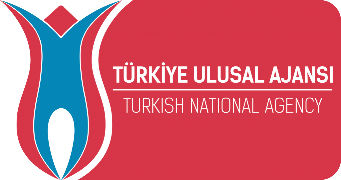 TÜRKİYE ULUSAL AJANSI
TURKISH NATIONAL AGENCY